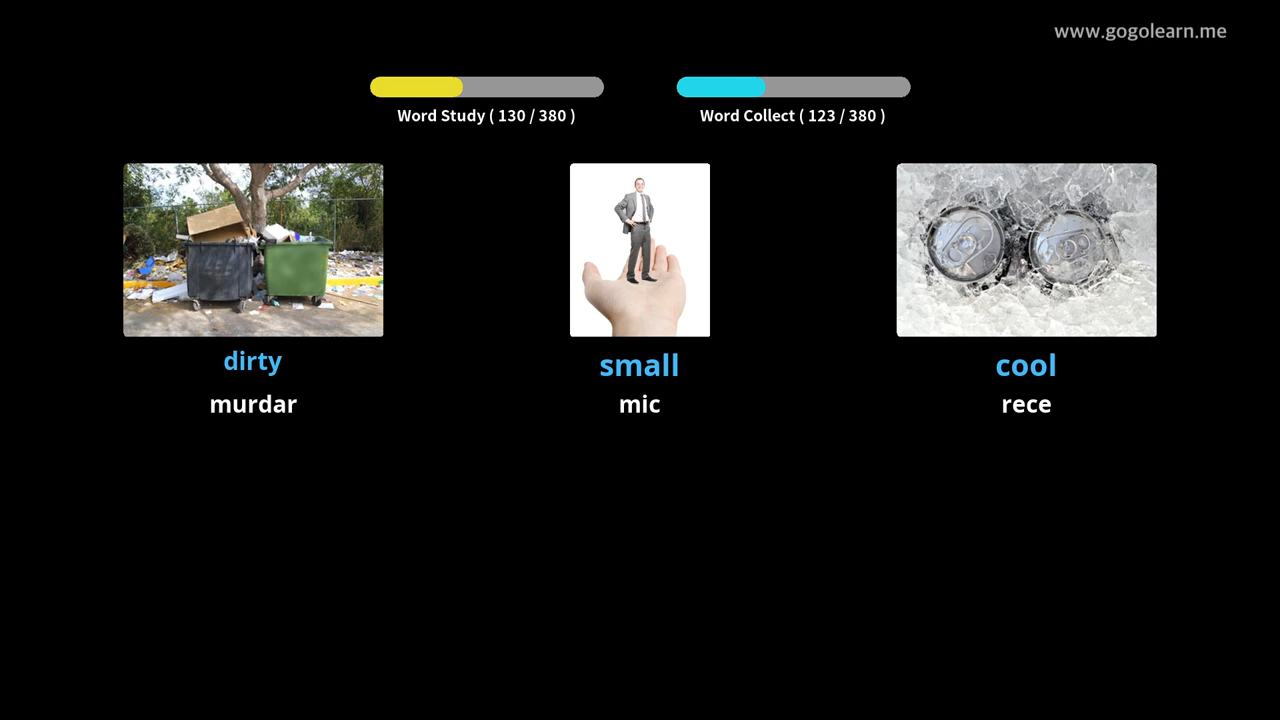 www.gogolearn.me
Word Study ( 130 / 380 )
Word Collect ( 123 / 380 )
dirty
small
cool
murdar
mic
rece